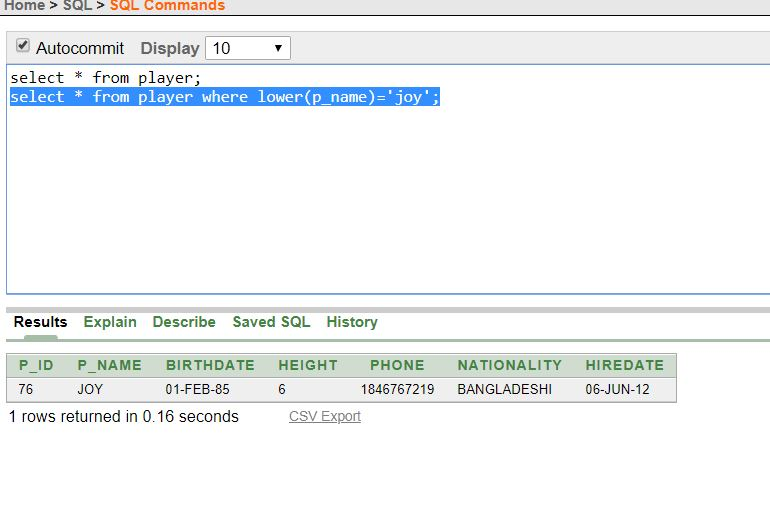 Home > SQL > SQL Commands
Autocommit Display 10
select * from player;
select * from player where lower(p_name)='joy';
Results Explain Describe Saved SQL History
P_ID P_NAME BIRTHDATE HEIGHT PHONE NATIONALITY HIREDATE
76 JOY 01-FEB-85 6 1846767219 BANGLADESHI 06-JUN-12
1 rows returned in 0.16 seconds CSV Export